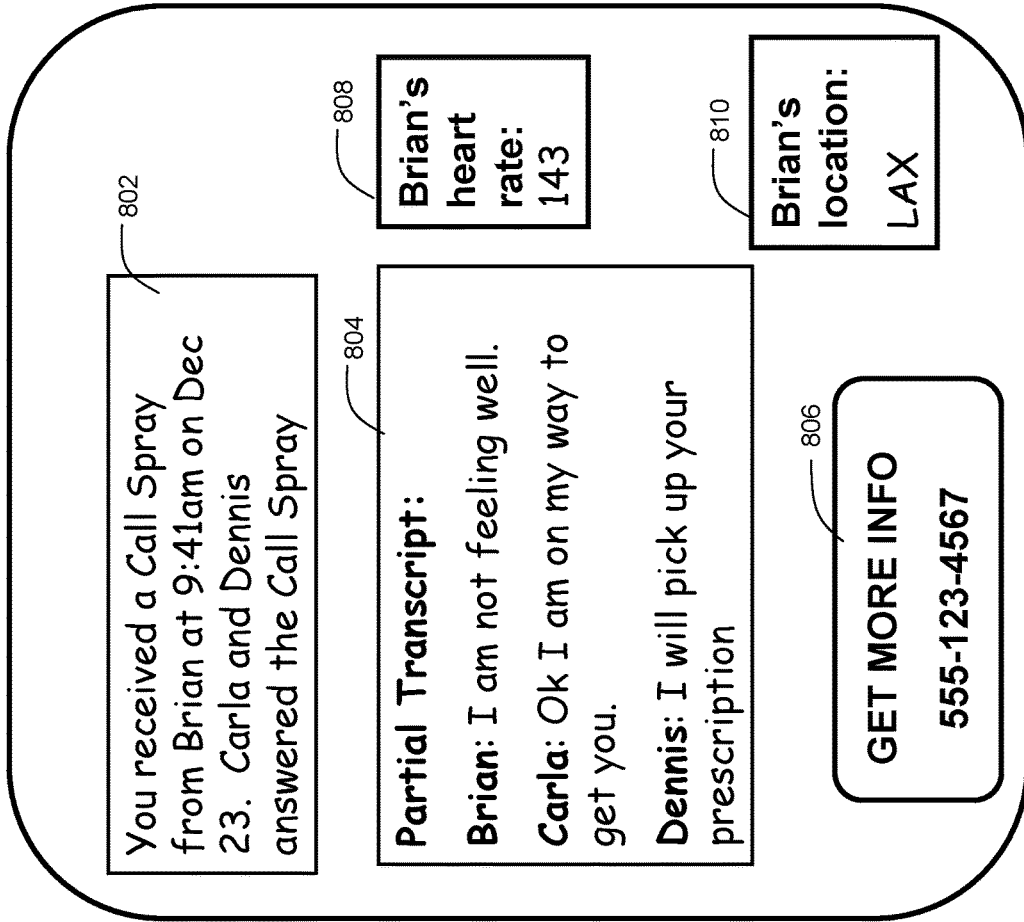 802
You received a Call Spray
from Brian at 9:41am on Dec
23. Carla and Dennis
answered the Call Spray
804
Partial Transcript:
Brian: I am not feeling well.
Carla: Ok I am on my way to
get you.
Dennis: I will pick up your
prescription
808
Brian's
heart
rate:
143
810
Brian's
location:
LAX
806
GET MORE INFO
555-123-4567